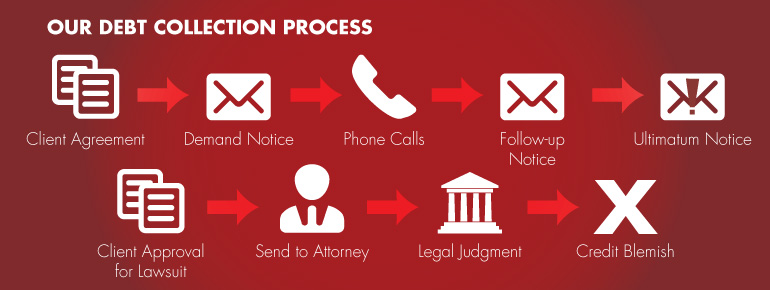 OUR DEBT COLLECTION PROCESS
Client Agreement
Demand Notice
Phone Calls
Follow-up
Notice
Ultimatum Notice
Client Approval
for Lawsuit
Send to Attorney
Legal Judgment
Credit Blemish